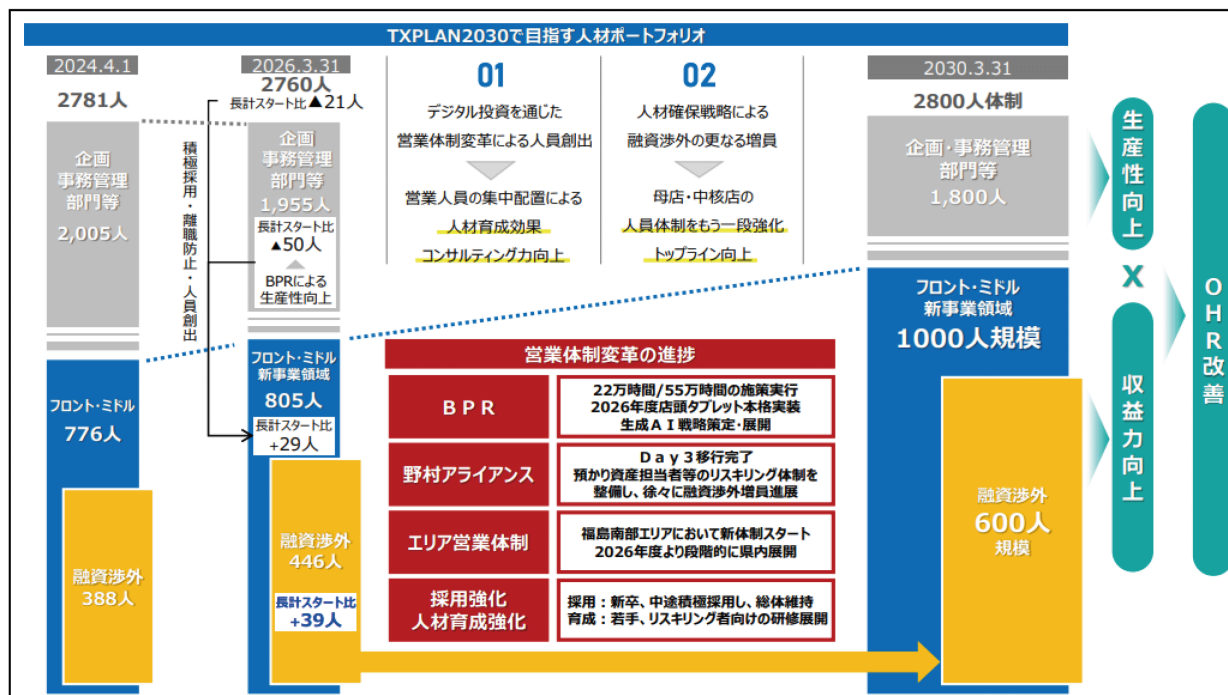 TXPLAN2030で目指す人材ポートフォリオ
2024.4.1
2781人
企画
事務管理
部門等
2,005人
フロント・ミドル
776人
融資渉外
388人
積極採用・離職防止・人員創出
2026.3.31
2760人
長計スタート比▲21人
企画
事務管理
部門等
1,955人
長計スタート比
▲50人
BPRによる
生産性向上
フロント・ミドル
新事業領域
805人
長計スタート比
+29人
融資渉外
446人
長計スタート比
+39人
01
デジタル投資を通じた
営業体制変革による人員創出
営業人員の集中配置による
人材育成効果
コンサルティング力向上
02
人材確保戦略による
融資渉外の更なる増員
母店・中核店の
人員体制をもう一段強化
トップライン向上
営業体制変革の進捗
BPR
22万時間/55万時間の施策実行
2026年度店頭タブレット本格実装
生成AI戦略策定・展開
野村アライアンス
Day3移行完了
預かり資産担当者等のリスキリング体制を
整備し、徐々に融資渉外増員進展
エリア営業体制
福島南部エリアにおいて新体制スタート
2026年度より段階的に県内展開
採用強化
人材育成強化
採用：新卒、中途積極採用し、総体維持
育成：若手、リスキリング者向けの研修展開
2030.3.31
2800人体制
企画・事務管理
部門等
1,800人
フロント・ミドル
新事業領域
1000人規模
融資渉外
600人
規模
生産性向上
X
収益力向上
OHR改善